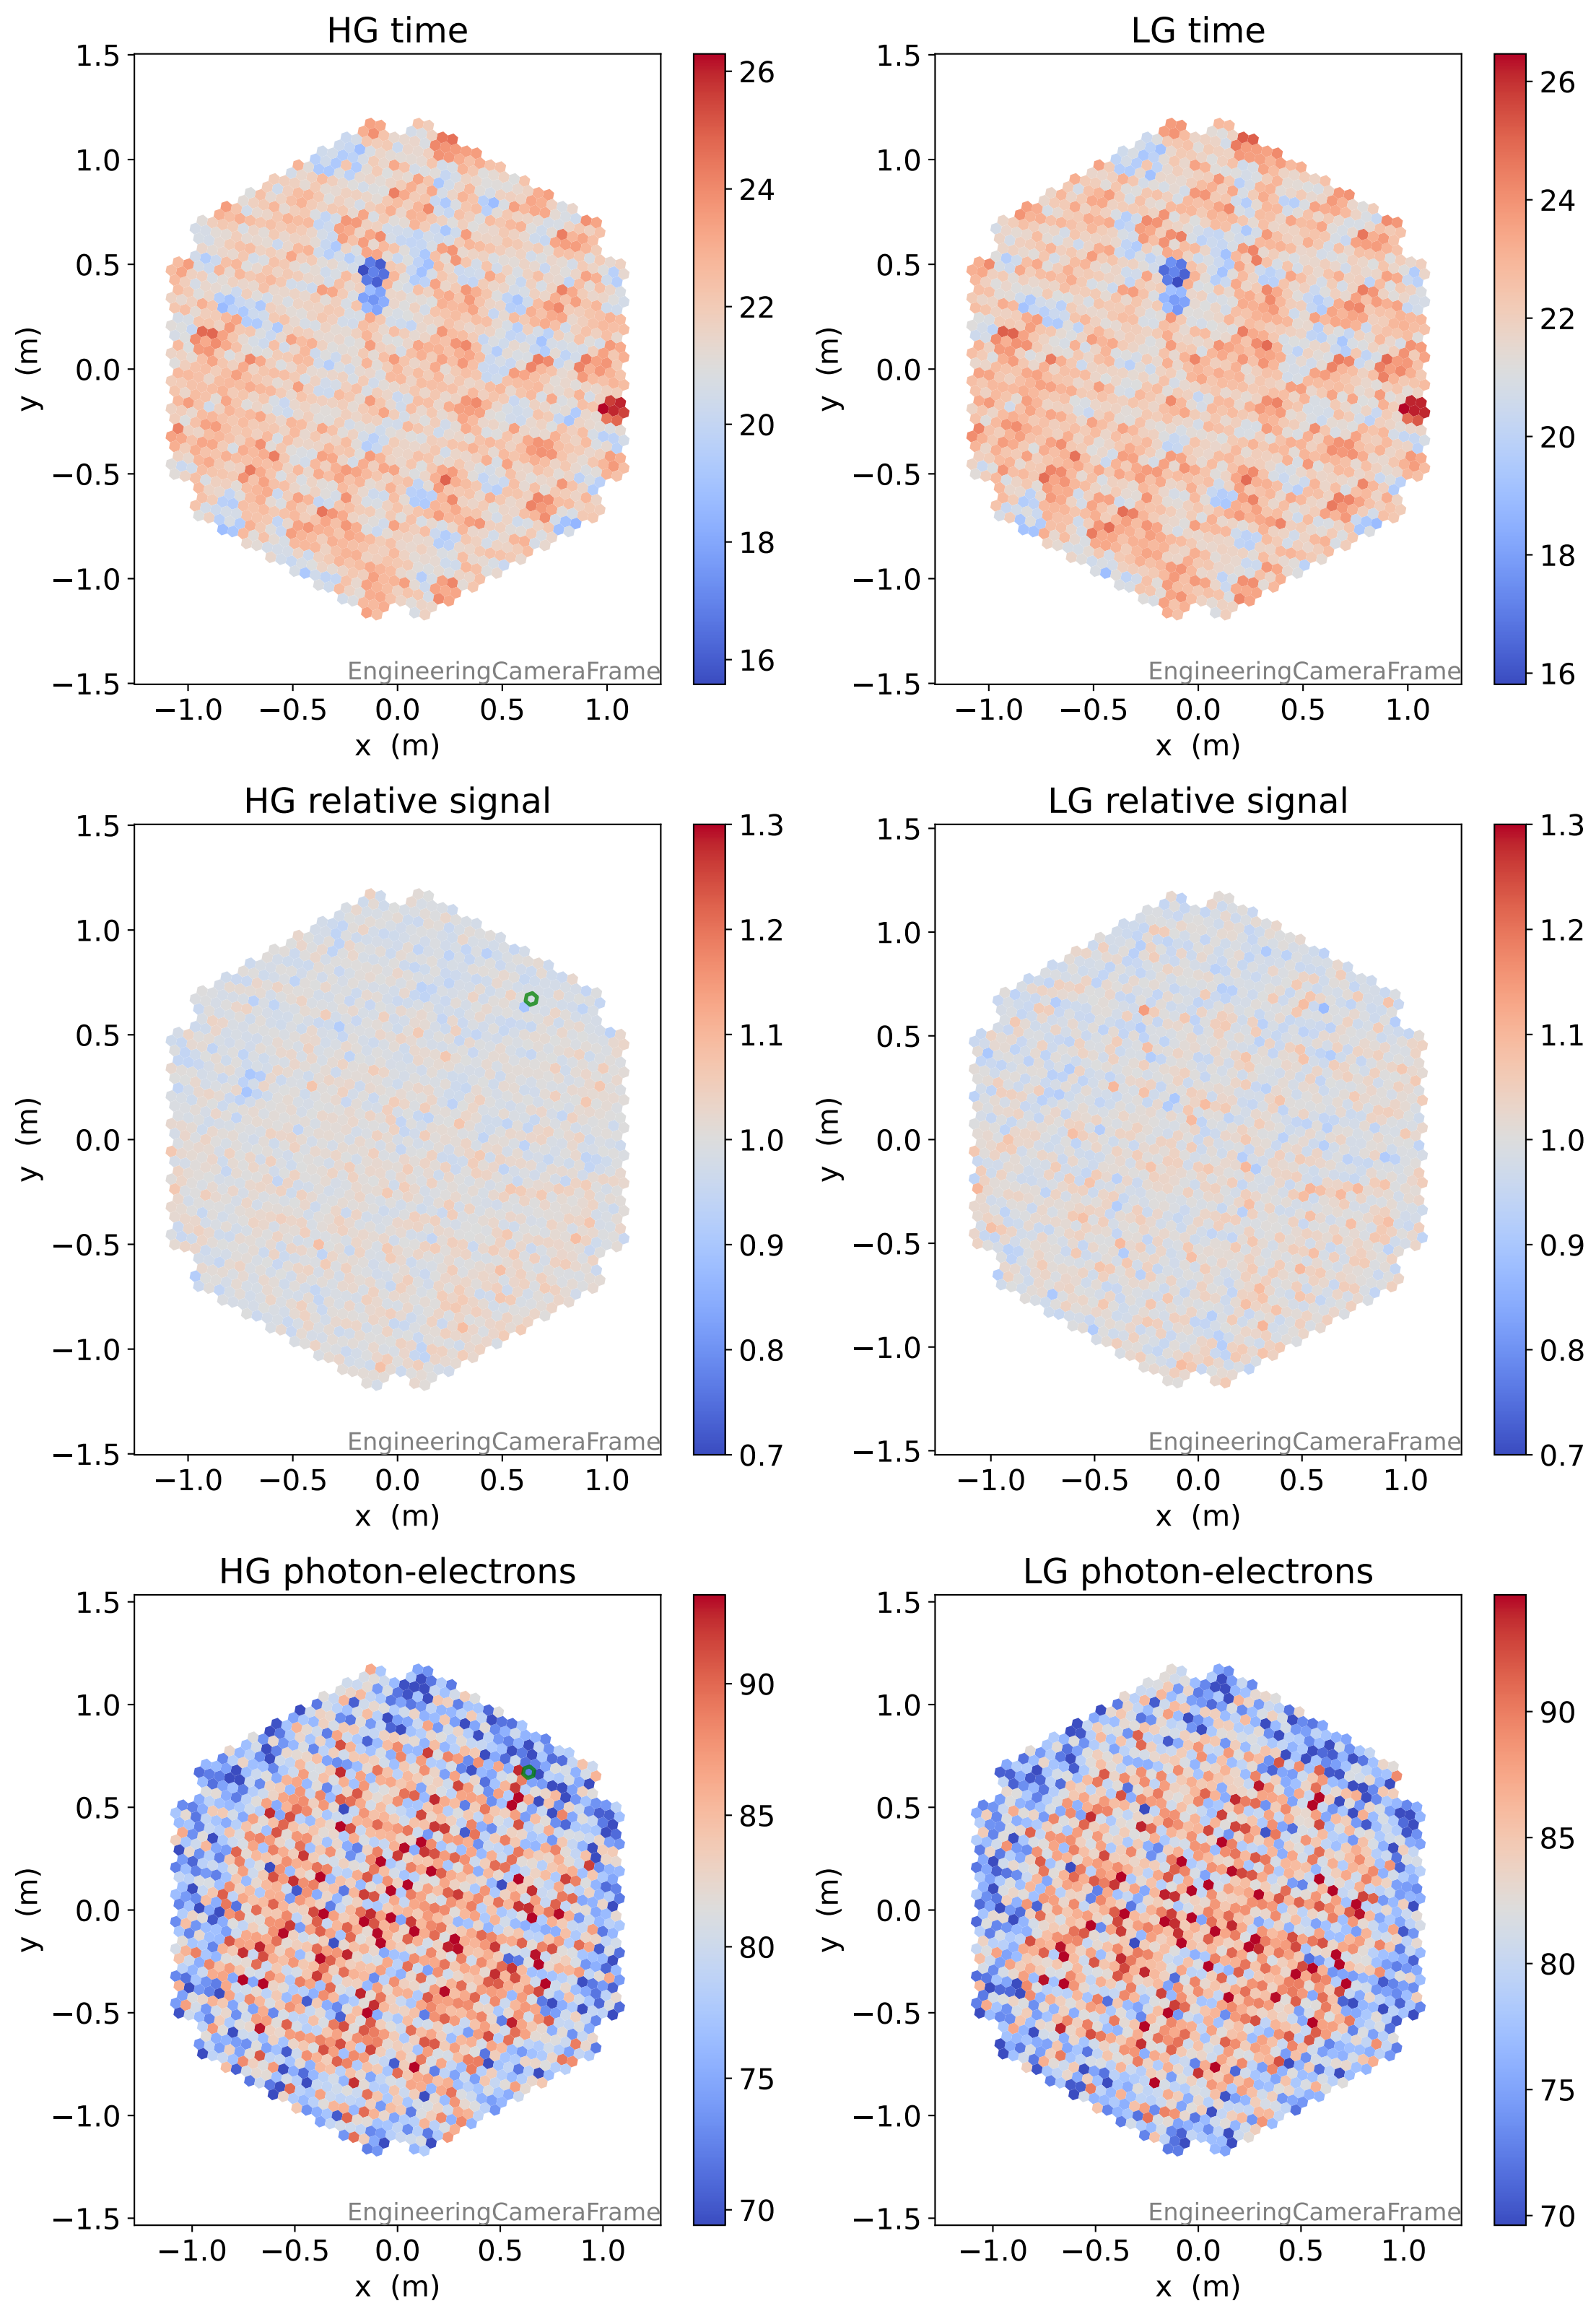 HG time
1.5
1.0
0.5
0.0
−0.5
−1.0
−1.5
y (m)
−1.0 −0.5 0.0 0.5 1.0
x (m)
EngineeringCameraFrame
26
24
22
20
18
16
LG time
1.5
1.0
0.5
0.0
−0.5
−1.0
−1.5
y (m)
−1.0 −0.5 0.0 0.5 1.0
x (m)
EngineeringCameraFrame
26
24
22
20
18
16
HG relative signal
1.5
1.0
0.5
0.0
−0.5
−1.0
−1.5
y (m)
−1.0 −0.5 0.0 0.5 1.0
x (m)
EngineeringCameraFrame
1.3
1.2
1.1
1.0
0.9
0.8
0.7
LG relative signal
1.5
1.0
0.5
0.0
−0.5
−1.0
−1.5
y (m)
−1.0 −0.5 0.0 0.5 1.0
x (m)
EngineeringCameraFrame
1.3
1.2
1.1
1.0
0.9
0.8
0.7
HG photon-electrons
1.5
1.0
0.5
0.0
−0.5
−1.0
−1.5
y (m)
−1.0 −0.5 0.0 0.5 1.0
x (m)
EngineeringCameraFrame
90
85
80
75
70
LG photon-electrons
1.5
1.0
0.5
0.0
−0.5
−1.0
−1.5
y (m)
−1.0 −0.5 0.0 0.5 1.0
x (m)
EngineeringCameraFrame
90
85
80
75
70